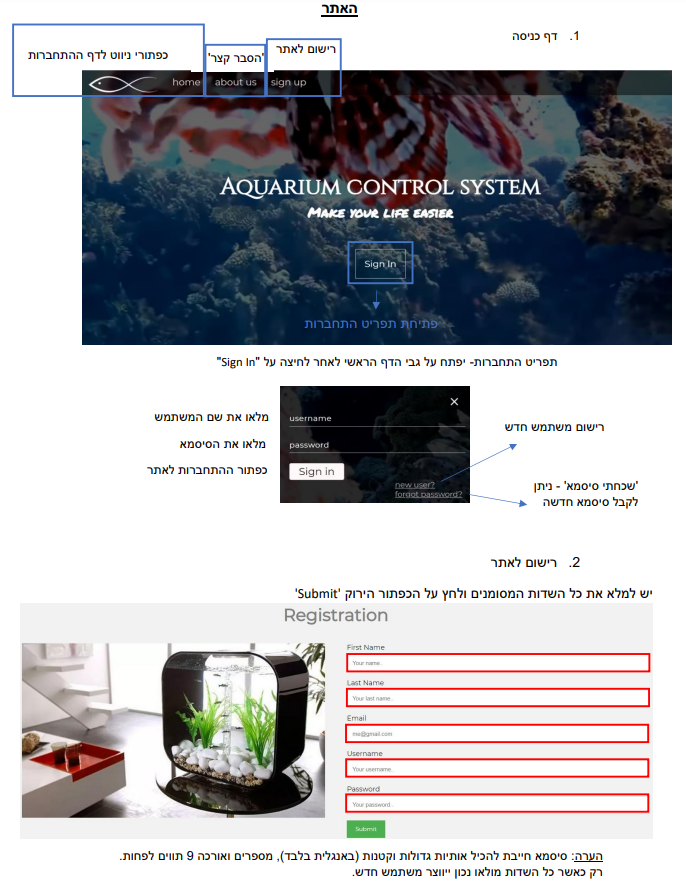 האתר
1. דף כניסה
רישום לאתר
'הסבר קצר'
כפתורי ניווט לדף ההתחברות
home about us sign up
AQUARIUM CONTROL SYSTEM
MAKE YOUR LIFE EASIER
Sign In
פתיחת תפריט התחברות
תפריט התחברות- יפתח על גבי הדף הראשי לאחר לחיצה על "Sign In"
מלאו את שם המשתמש
username
מלאו את הסיסמא
password
כפתור ההתחברות לאתר
Sign in
new user?
forgot password?
רישום משתמש חדש
'שכחתי סיסמא' - ניתן
לקבל סיסמא חדשה
2. רישום לאתר
יש למלא את כל השדות המסומנים ולחץ על הכפתור הירוק 'Submit'
Registration
First Name
Your name..
Last Name
Your last name..
Email
me@gmail.com
Username
Your username..
Password
Your password..
Submit
הערה: סיסמא חייבת להכיל אותיות גדולות וקטנות (באנגלית בלבד), מספרים ואורכה 9 תווים לפחות.
רק כאשר כל השדות מולאו נכון ייווצר משתמש חדש.